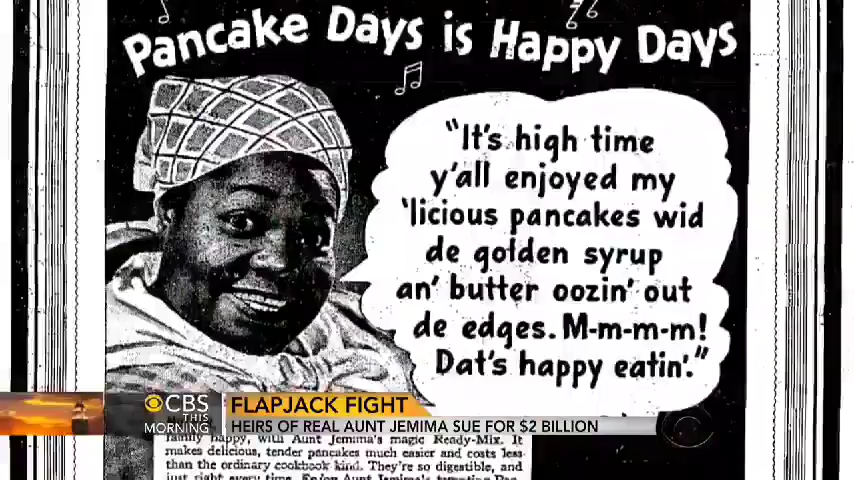 Pancake Days is Happy Days
"It's high time
y'all enjoyed my
'licious pancakes wid
de golden syrup
an' butter oozin' out
de edges. M-m-m-m!
Dat's happy eatin'."
CBS
THIS
MORNING
FLAPJACK FIGHT
HEIRS OF REAL AUNT JEMIMA SUE FOR $2 BILLION
family happy, with Aunt Jemima's magic Ready-Mix. It
makes delicious, tender pancakes much easier and costs less
than the ordinary cookbook kind. They're so digestible, and
just right every time. Enjoy Aunt Jemima's tempting Pan-